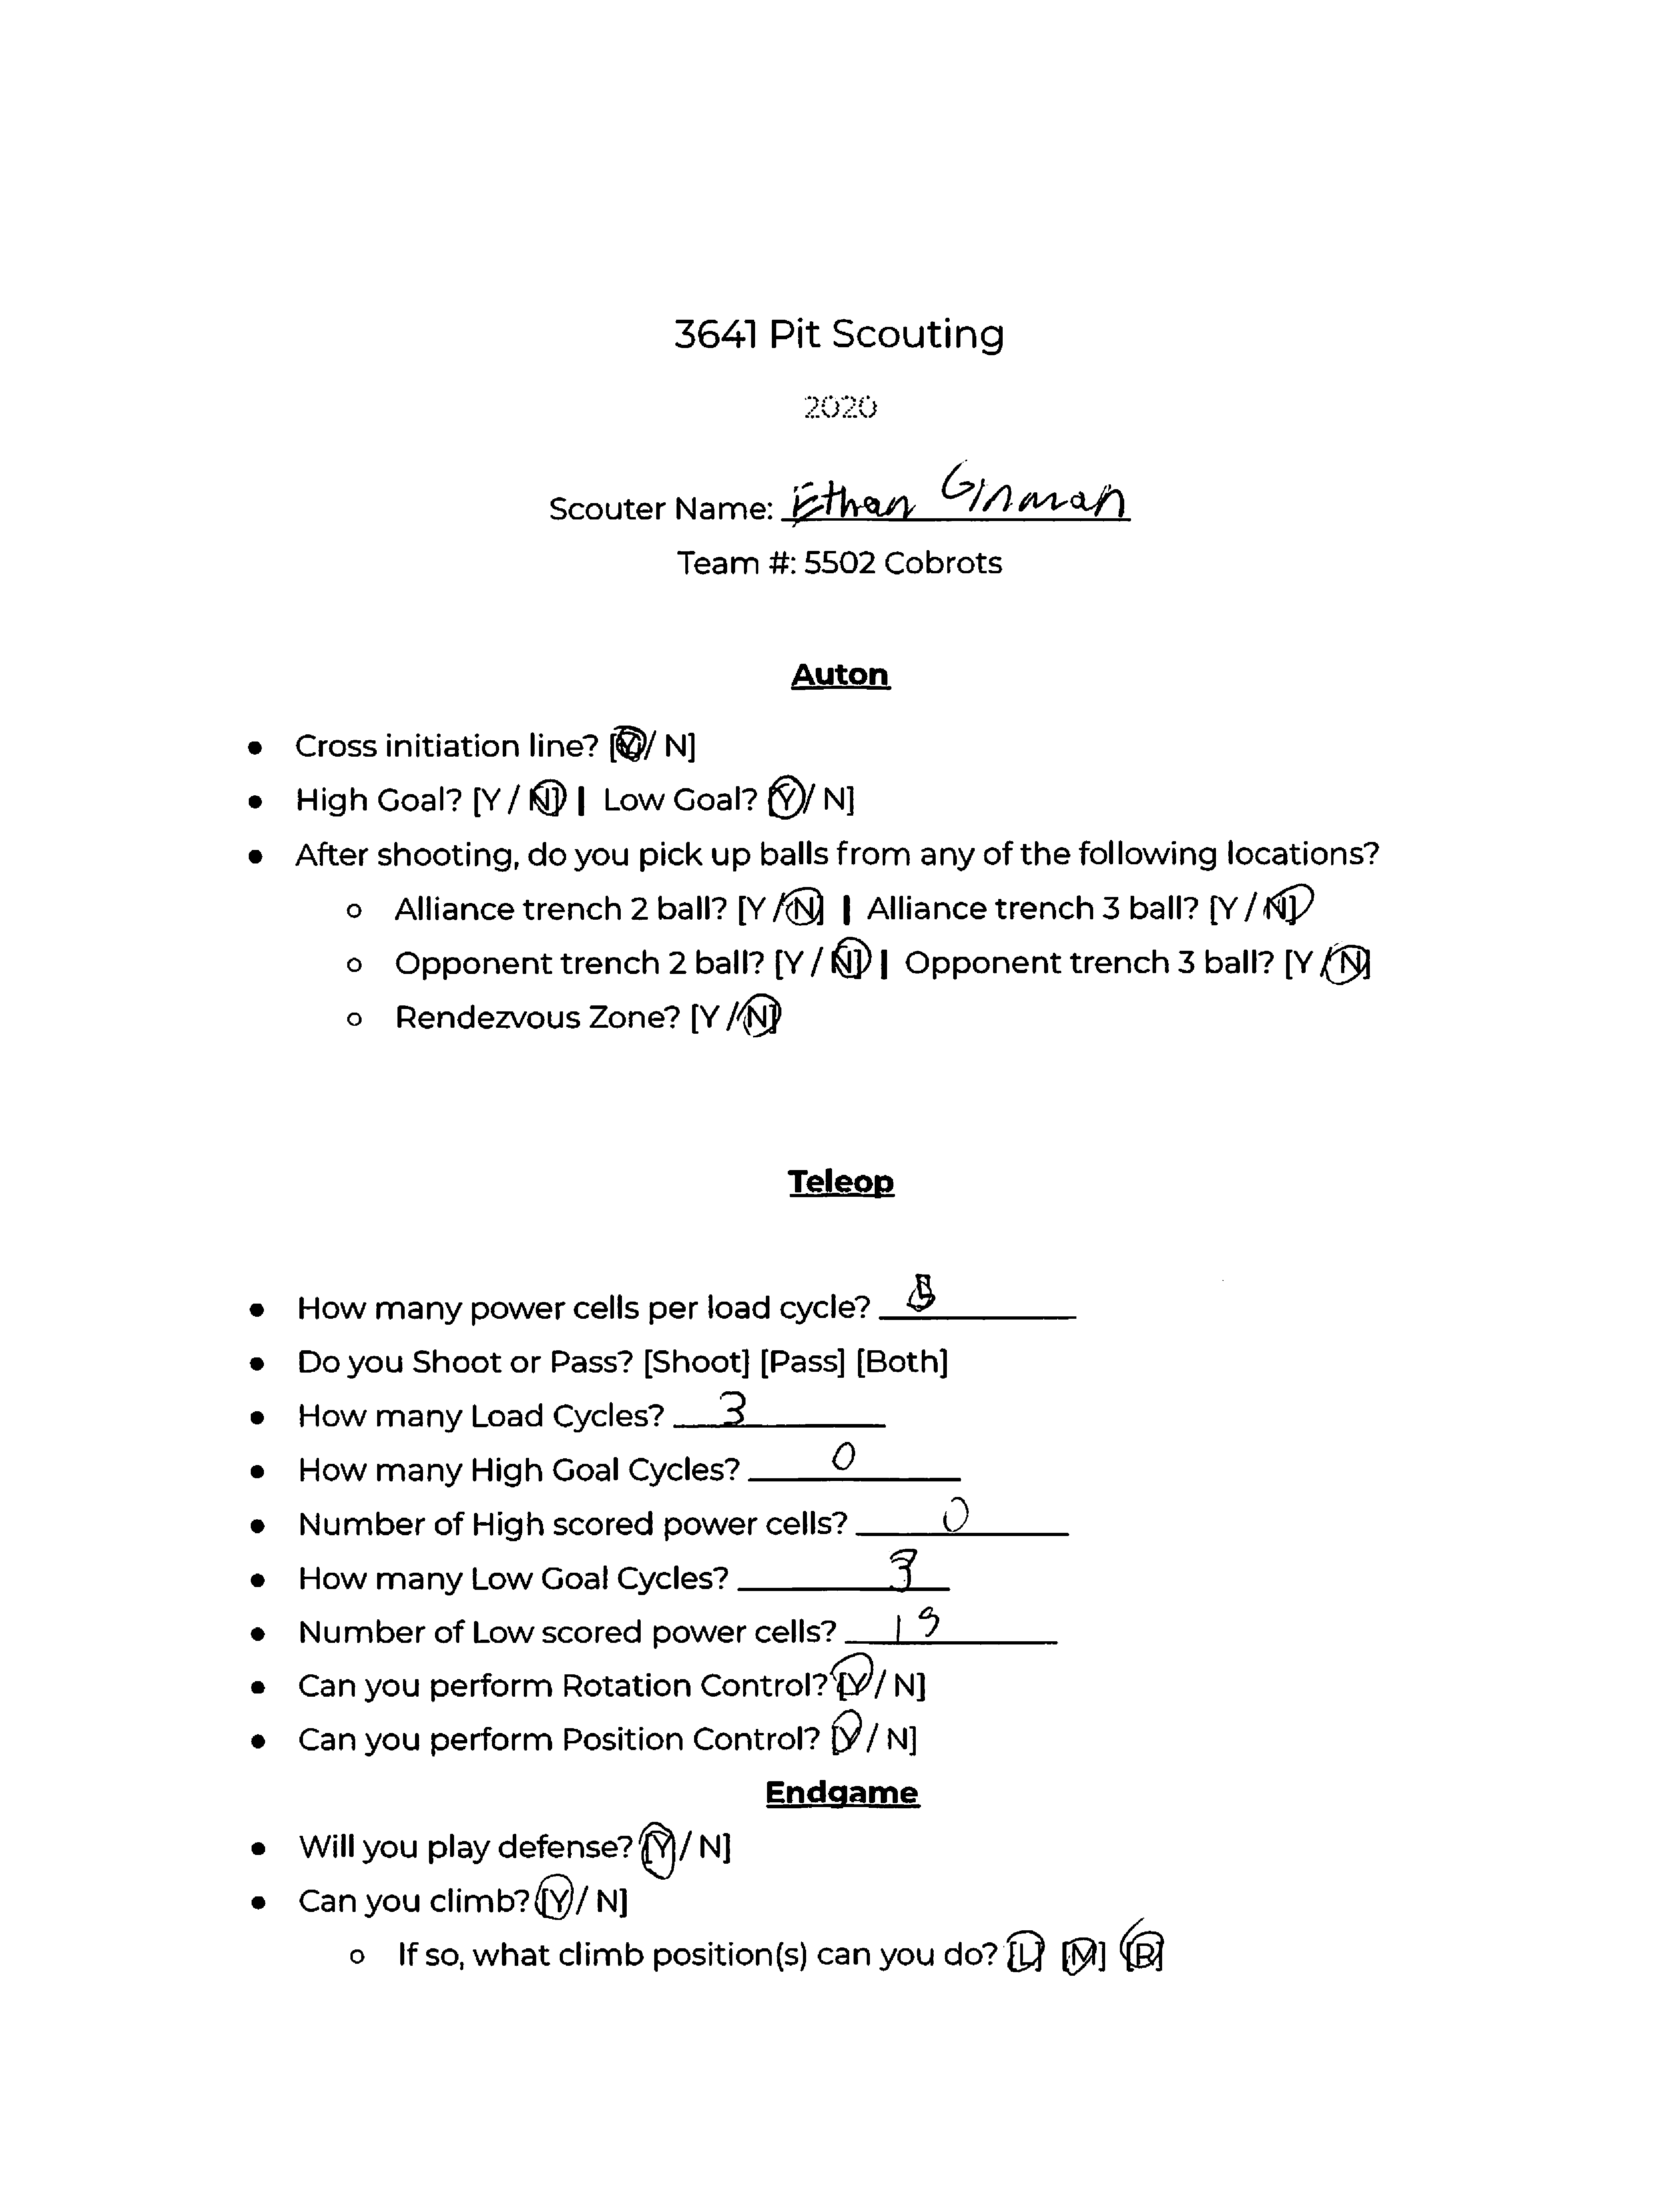 3641 Pit Scouting
2020
Scouter Name: Ethan
Team #: 5502 Cobrots
Auton
• Cross initiation line? [Y / N]
• High Goal? [Y / N] | Low Goal? [Y / N]
• After shooting, do you pick up balls from any of the following locations?
o Alliance trench 2 ball? [Y / N] | Alliance trench 3 ball? [Y / N]
o Opponent trench 2 ball? [Y / N] | Opponent trench 3 ball? [Y / N]
o Rendezvous Zone? [Y / N]
Teleop
• How many power cells per load cycle?
• Do you Shoot or Pass? [Shoot] [Pass] [Both]
• How many Load Cycles? 3
• How many High Goal Cycles? 0
• Number of High scored power cells? 0
• How many Low Goal Cycles? 3
• Number of Low scored power cells?
• Can you perform Rotation Control? [Y / N]
• Can you perform Position Control? [Y / N]
Endgame
• Will you play defense? [Y / N]
• Can you climb? [Y / N]
o If so, what climb position(s) can you do? [L] [M] [R]